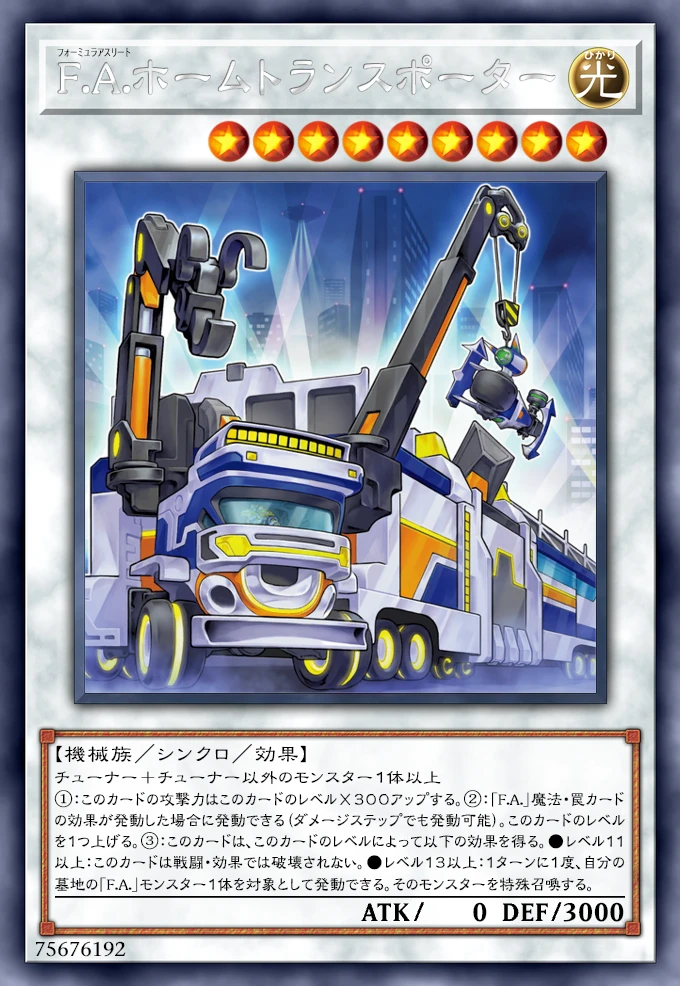 フォーミュラアスリート
F.A.ホームトランスポーター
ひかり
光
【機械族／シンクロ／効果】
チューナー＋チューナー以外のモンスター1体以上
①：このカードの攻撃力はこのカードのレベル×300アップする。②：「F.A.」魔法・罠カード
の効果が発動した場合に発動できる（ダメージステップでも発動可能）。このカードのレベル
を1つ上げる。③：このカードは、このカードのレベルによって以下の効果を得る。●レベル11
以上：このカードは戦闘・効果では破壊されない。●レベル13以上：1ターンに1度、自分の
墓地の「F.A.」モンスター1体を対象として発動できる。そのモンスターを特殊召喚する。
ATK/ 0 DEF/3000
75676192